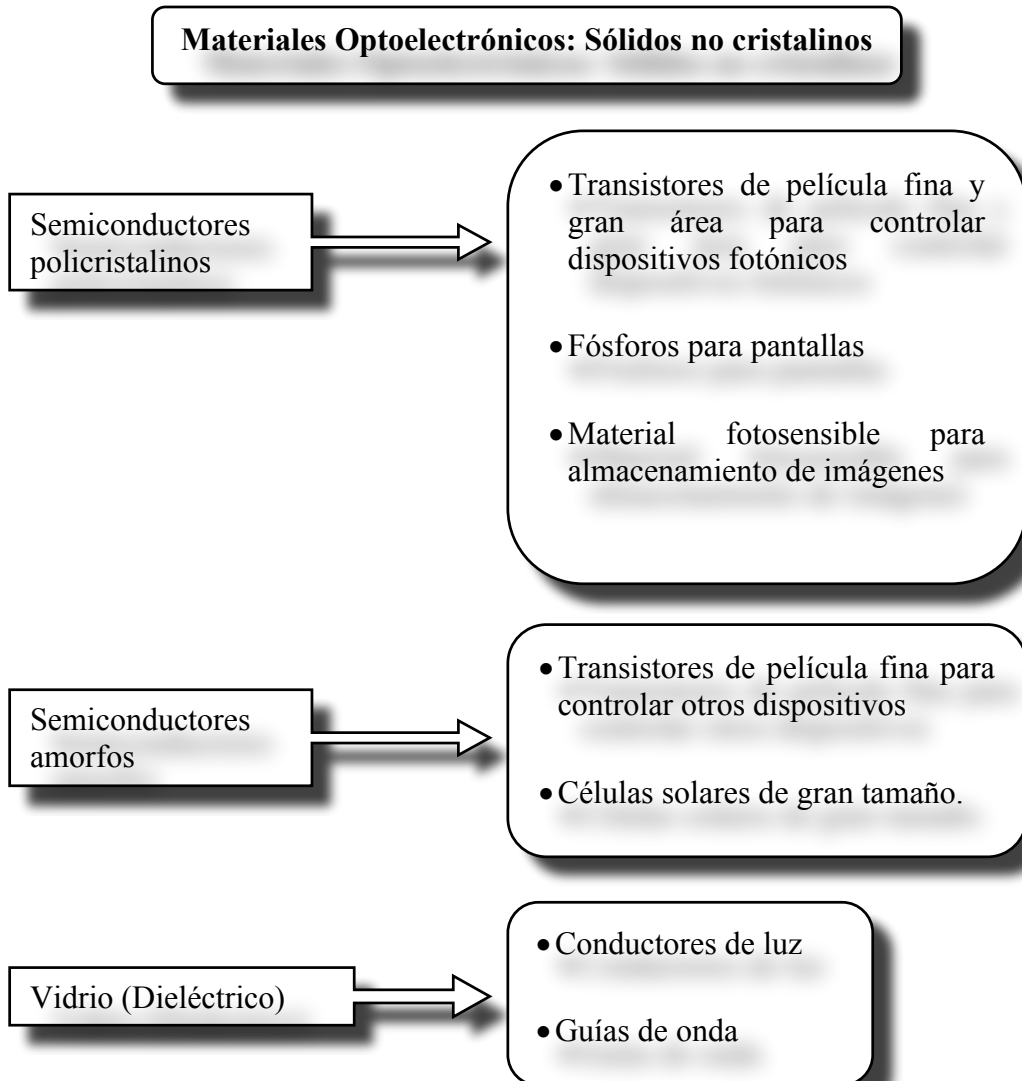 Materiales Optoelectrónicos: Sólidos no cristalinos
Semiconductores
policristalinos
•Transistores de película fina y
gran área para controlar
dispositivos fotónicos
•Fósforos para pantallas
•Material fotosensible para
almacenamiento de imágenes
Semiconductores
amorfos
•Transistores de película fina para
controlar otros dispositivos
•Células solares de gran tamaño.
Vidrio (Dieléctrico)
•Conductores de luz
•Guías de onda